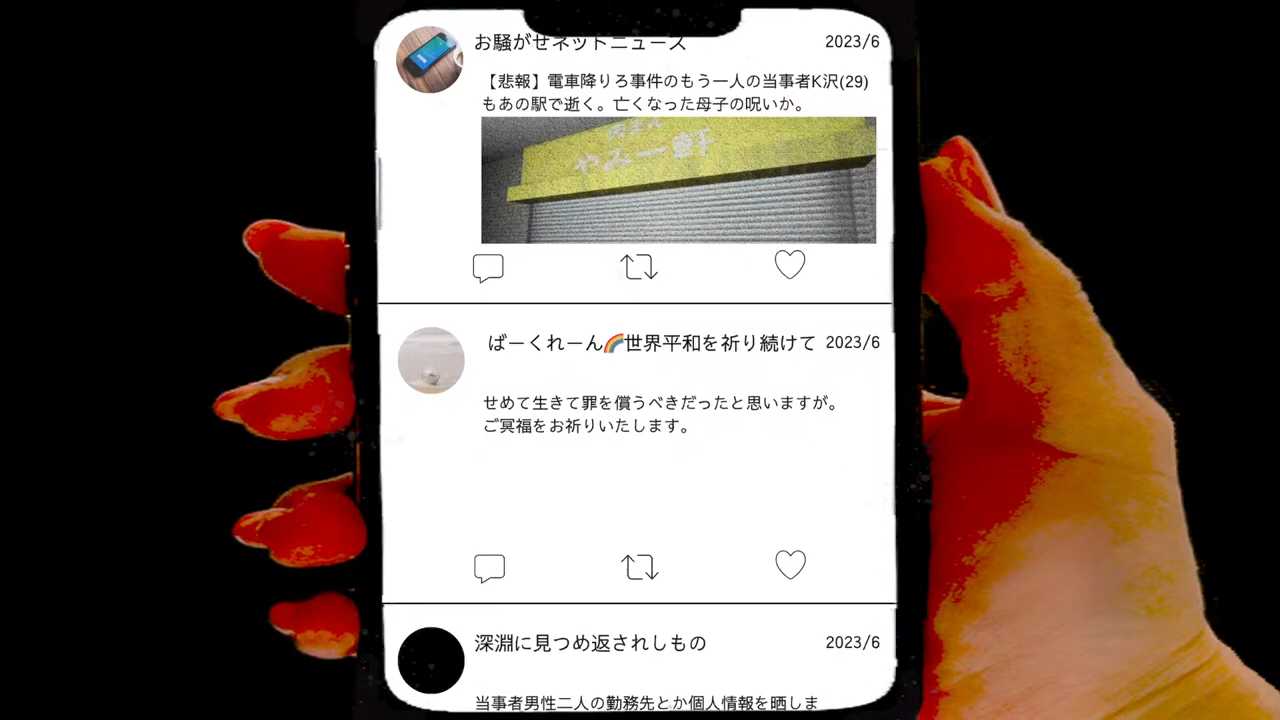 お騒がせネットニュース 2023/6
【悲報】電車降りろ事件のもう一人の当事者K沢(29)
もあの駅で逝く。亡くなった母子の呪いか。
やみ一軒
ばーくれーん🌈世界平和を祈り続けて 2023/6
せめて生きて罪を償うべきだったと思いますが。
ご冥福をお祈りいたします。
深淵に見つめ返されしもの 2023/6
当事者男性二人の勤務先とか個人情報を晒しま